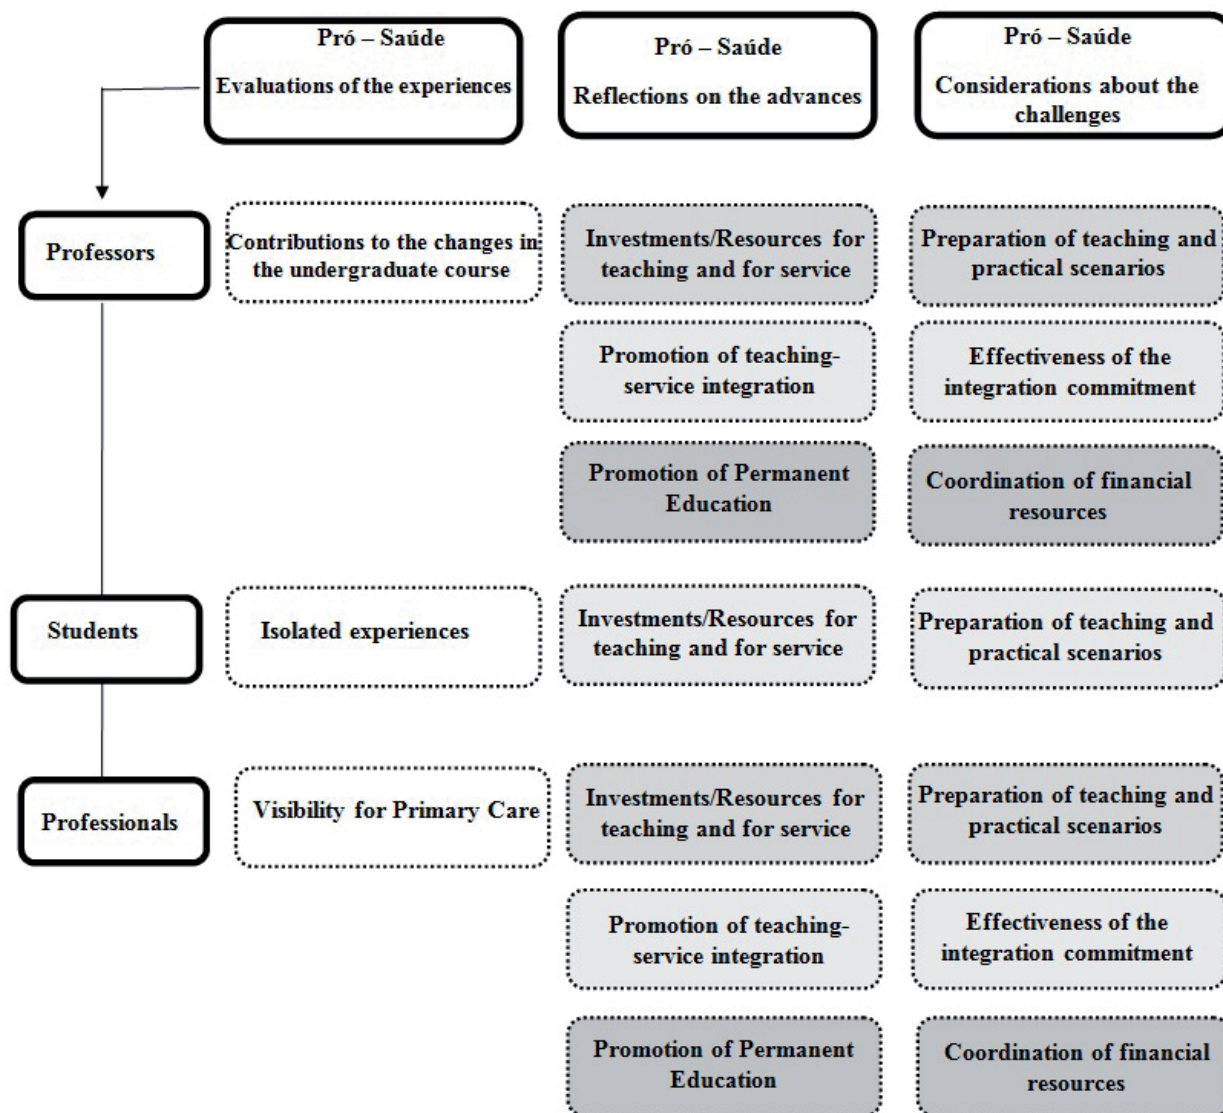 Pró – Saúde
Evaluations of the experiences
Pró – Saúde
Reflections on the advances
Pró – Saúde
Considerations about the
challenges
Professors
Contributions to the changes in
the undergraduate course
Investments/Resources for
teaching and for service
Preparation of teaching and
practical scenarios
Promotion of teaching-
service integration
Effectiveness of the
integration commitment
Promotion of Permanent
Education
Coordination of financial
resources
Students
Isolated experiences
Investments/Resources for
teaching and for service
Preparation of teaching and
practical scenarios
Professionals
Visibility for Primary Care
Investments/Resources for
teaching and for service
Preparation of teaching and
practical scenarios
Promotion of teaching-
service integration
Effectiveness of the
integration commitment
Promotion of Permanent
Education
Coordination of financial
resources